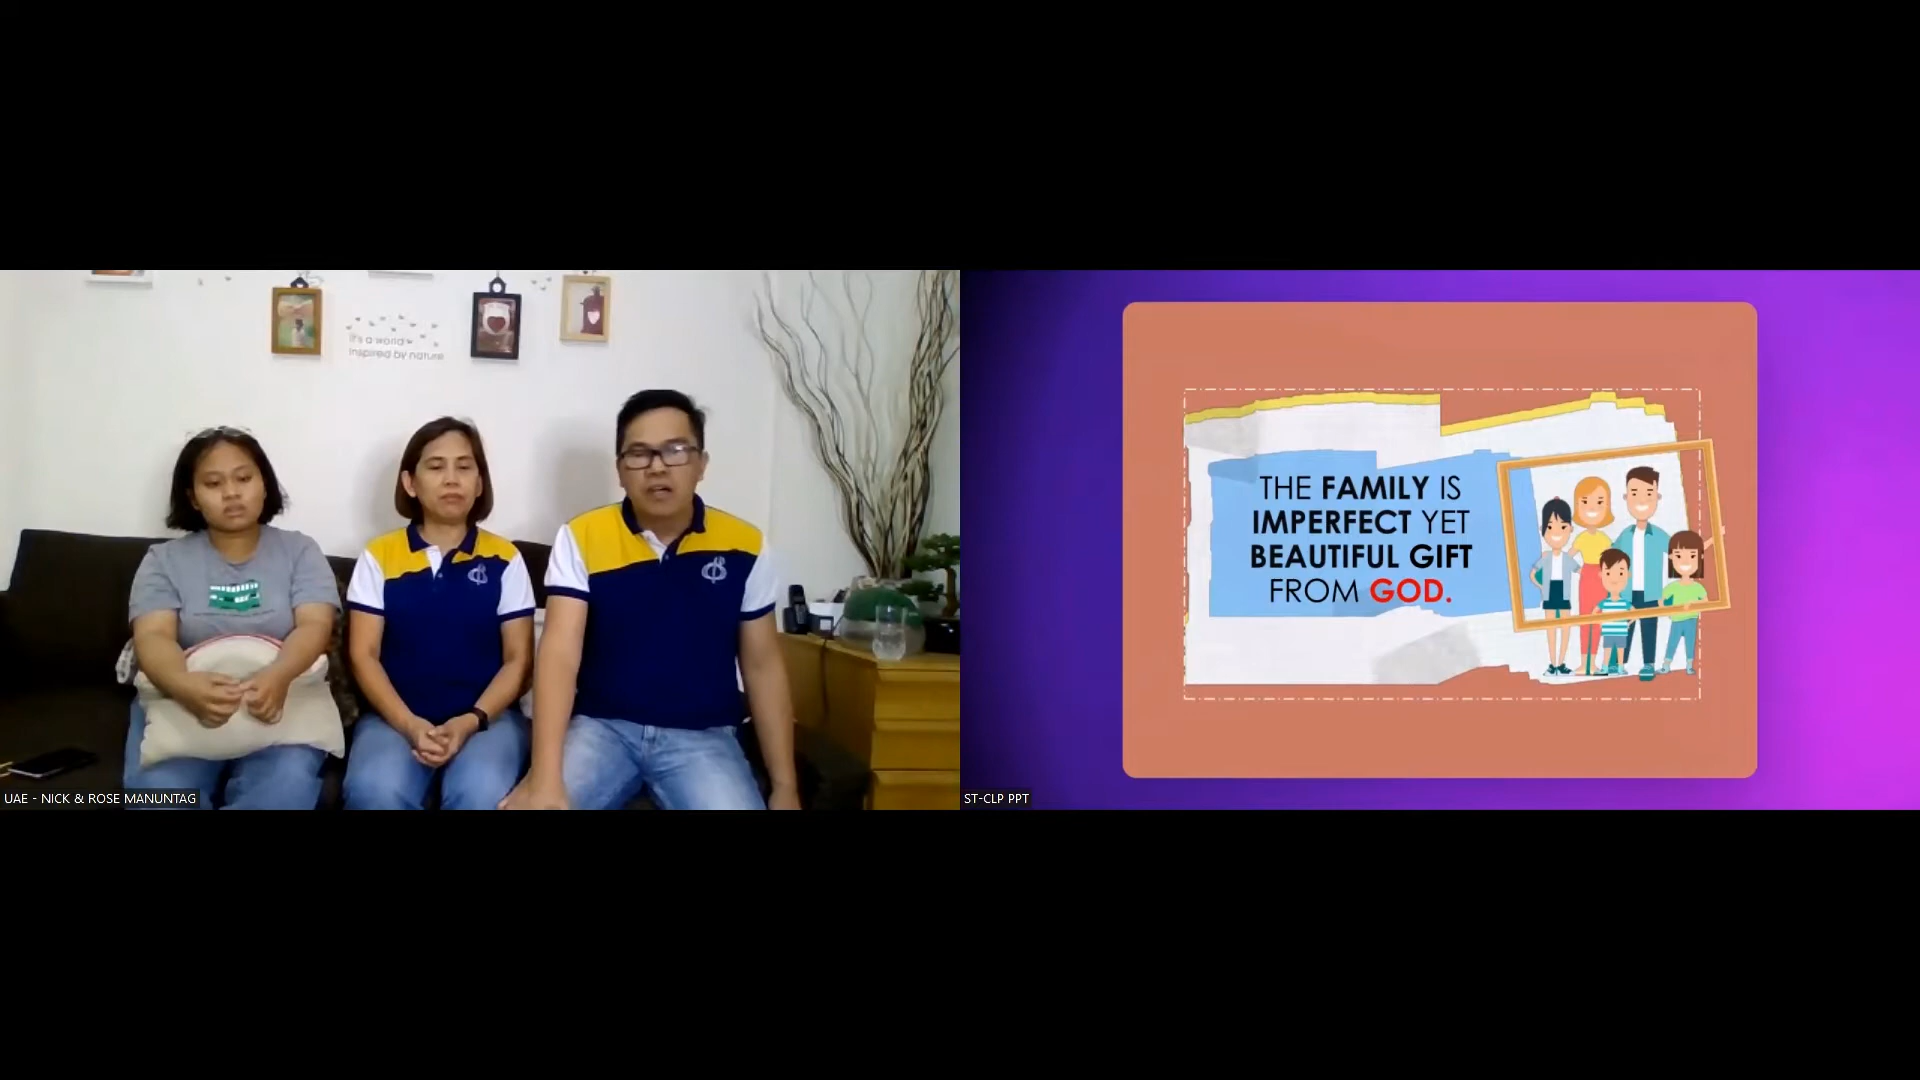 It's a world
inspired by nature
UAE - NICK & ROSE MANUNTAG
THE FAMILY IS
IMPERFECT YET
BEAUTIFUL GIFT
FROM GOD.
ST-CLP PPT